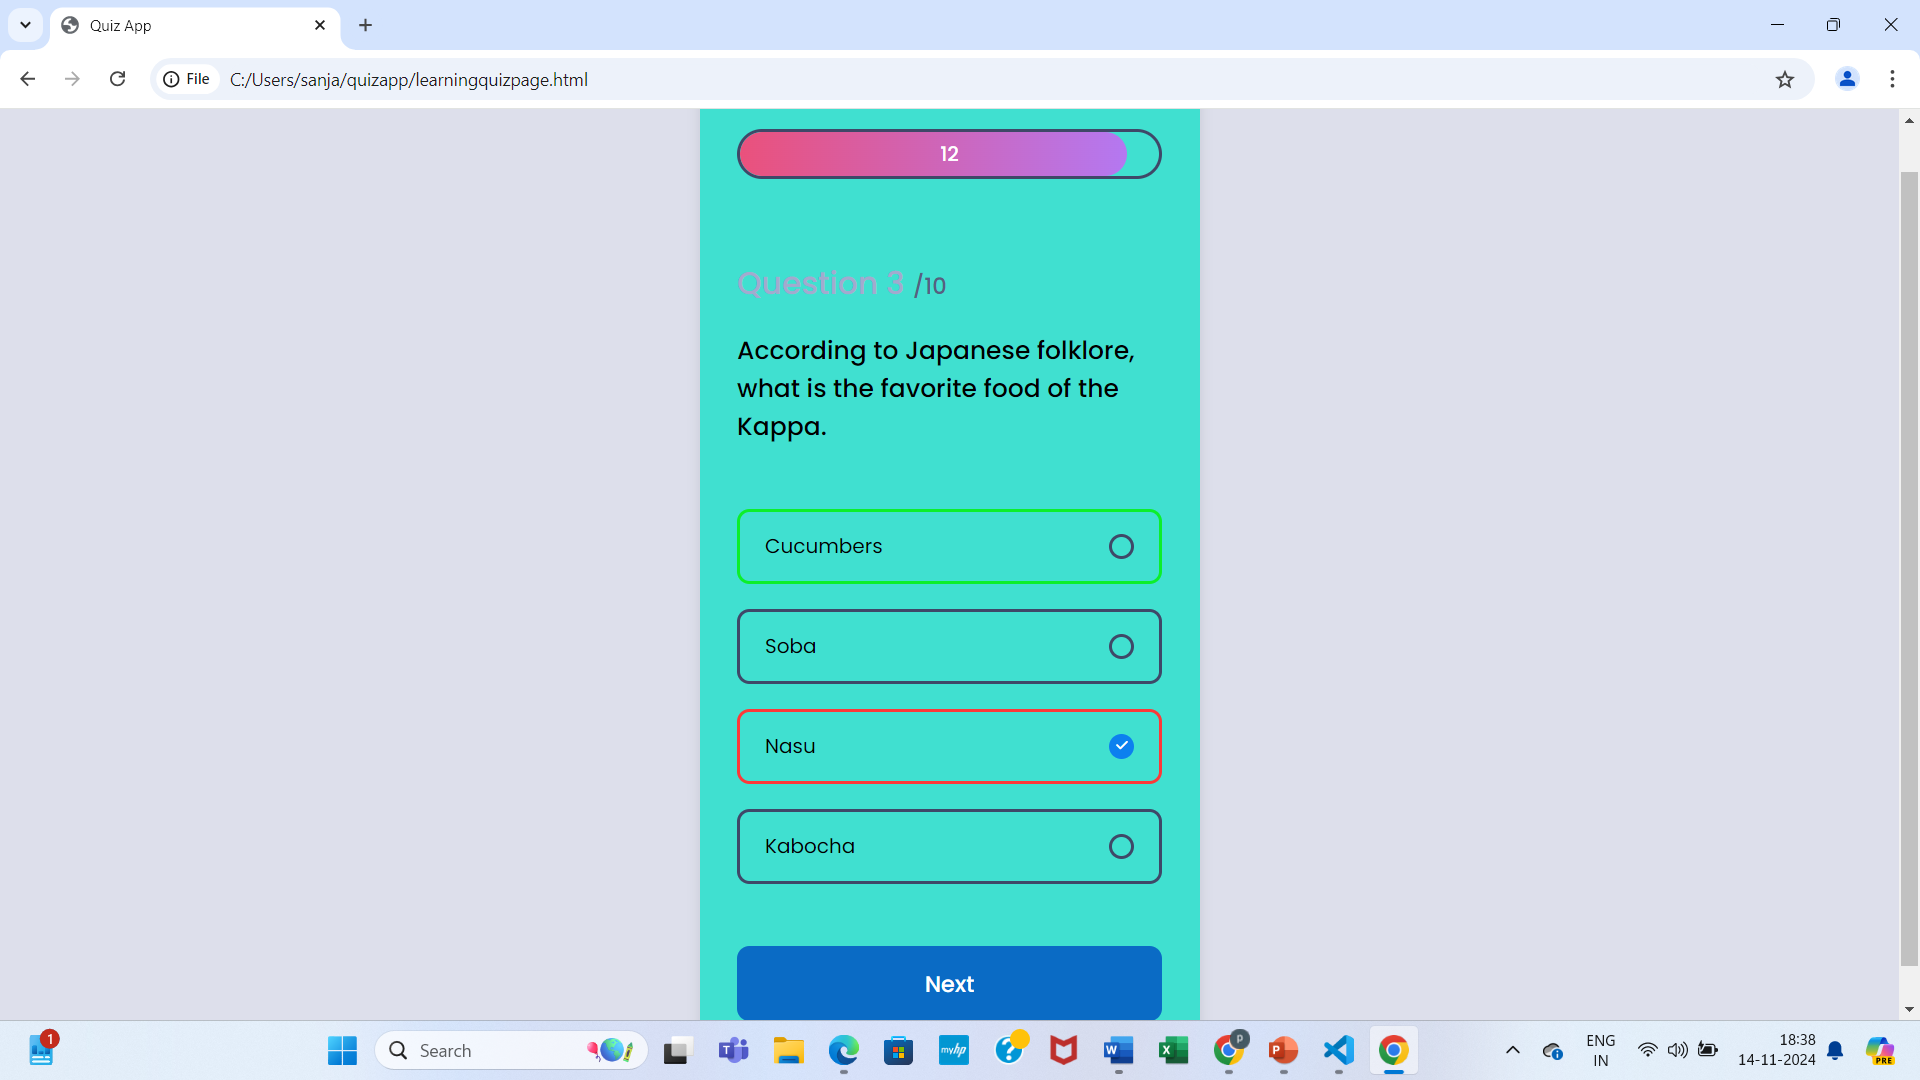 Quiz App
File
C:/Users/sanja/quizapp/learningquizpage.html
12
Question 3 /10
According to Japanese folklore,
what is the favorite food of the
Kappa.
Cucumbers
Soba
Nasu
Kabocha
Next
1
Search
T
myhp
?
W
X
P
P
ENG
IN
18:38
14-11-2024
PRE